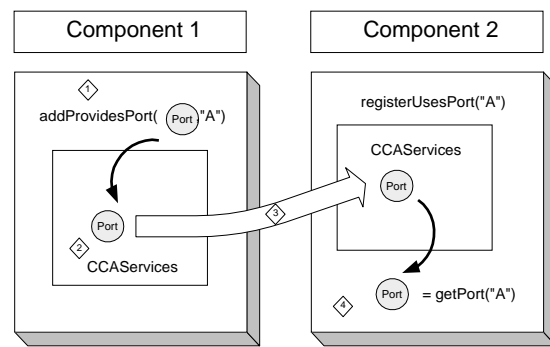 Component 1
1
addProvidesPort( Port "A")
Port
2
CCAServices
3
Component 2
registerUsesPort("A")
CCAServices
Port
Port = getPort("A")
4